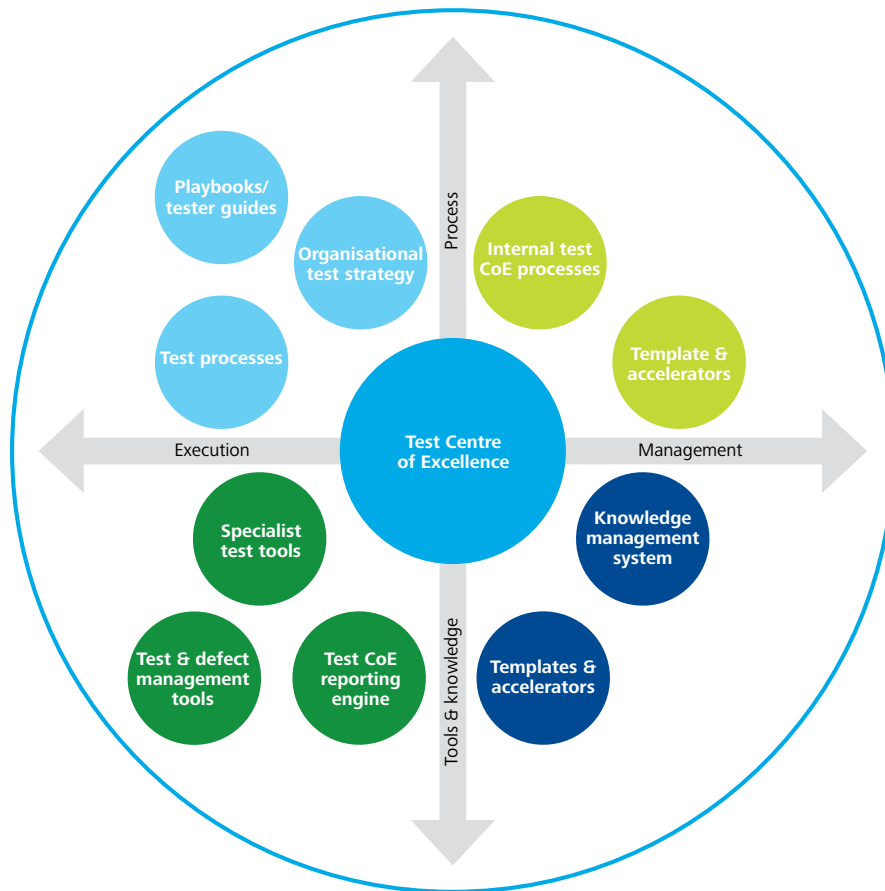 Playbooks/
tester guides
Organisational
test strategy
Process
Internal test
CoE processes
Test processes
Template &
accelerators
Execution
Test Centre
of Excellence
Management
Specialist
test tools
Knowledge
management
system
Test & defect
management
tools
Test CoE
reporting
engine
Tools & knowledge
Templates &
accelerators